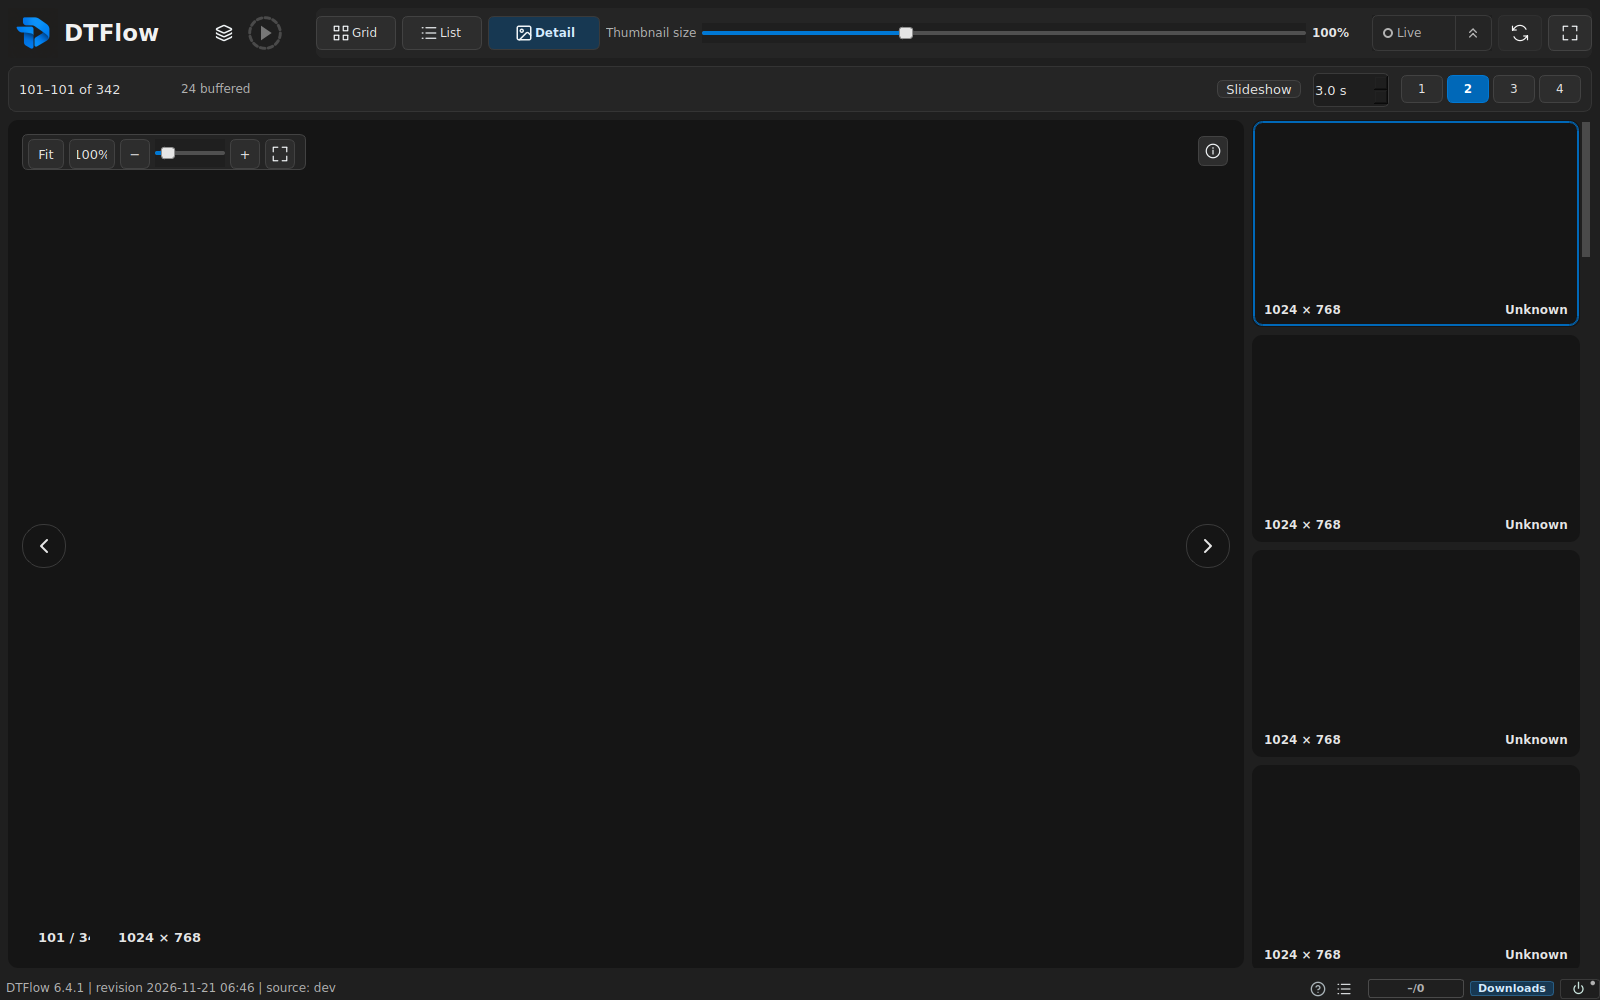 DTFlow
Grid
List
Detail
Thumbnail size
100%
Live
101–101 of 342
24 buffered
Slideshow
3.0 s
1
2
3
4
Fit
100%
−
+
1024 × 768
Unknown
1024 × 768
Unknown
1024 × 768
Unknown
1024 × 768
Unknown
101 / 3
1024 × 768
DTFlow 6.4.1 | revision 2026-11-21 06:46 | source: dev
–/0
Downloads